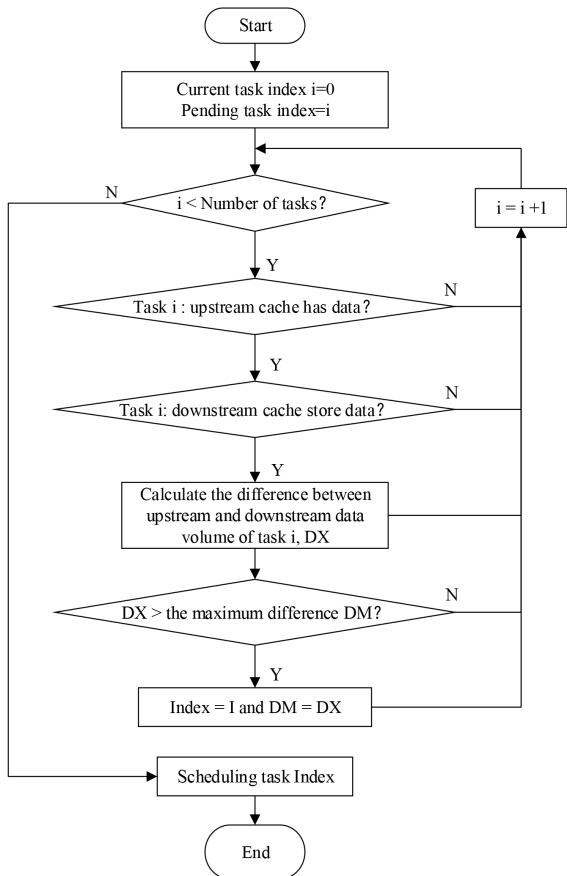 Start
Current task index i=0
Pending task index=i
N
i < Number of tasks?
i = i +1
Y
Task i : upstream cache has data?
N
Y
Task i: downstream cache store data?
N
Y
Calculate the difference between
upstream and downstream data
volume of task i, DX
DX > the maximum difference DM?
N
Y
Index = I and DM = DX
Scheduling task Index
End